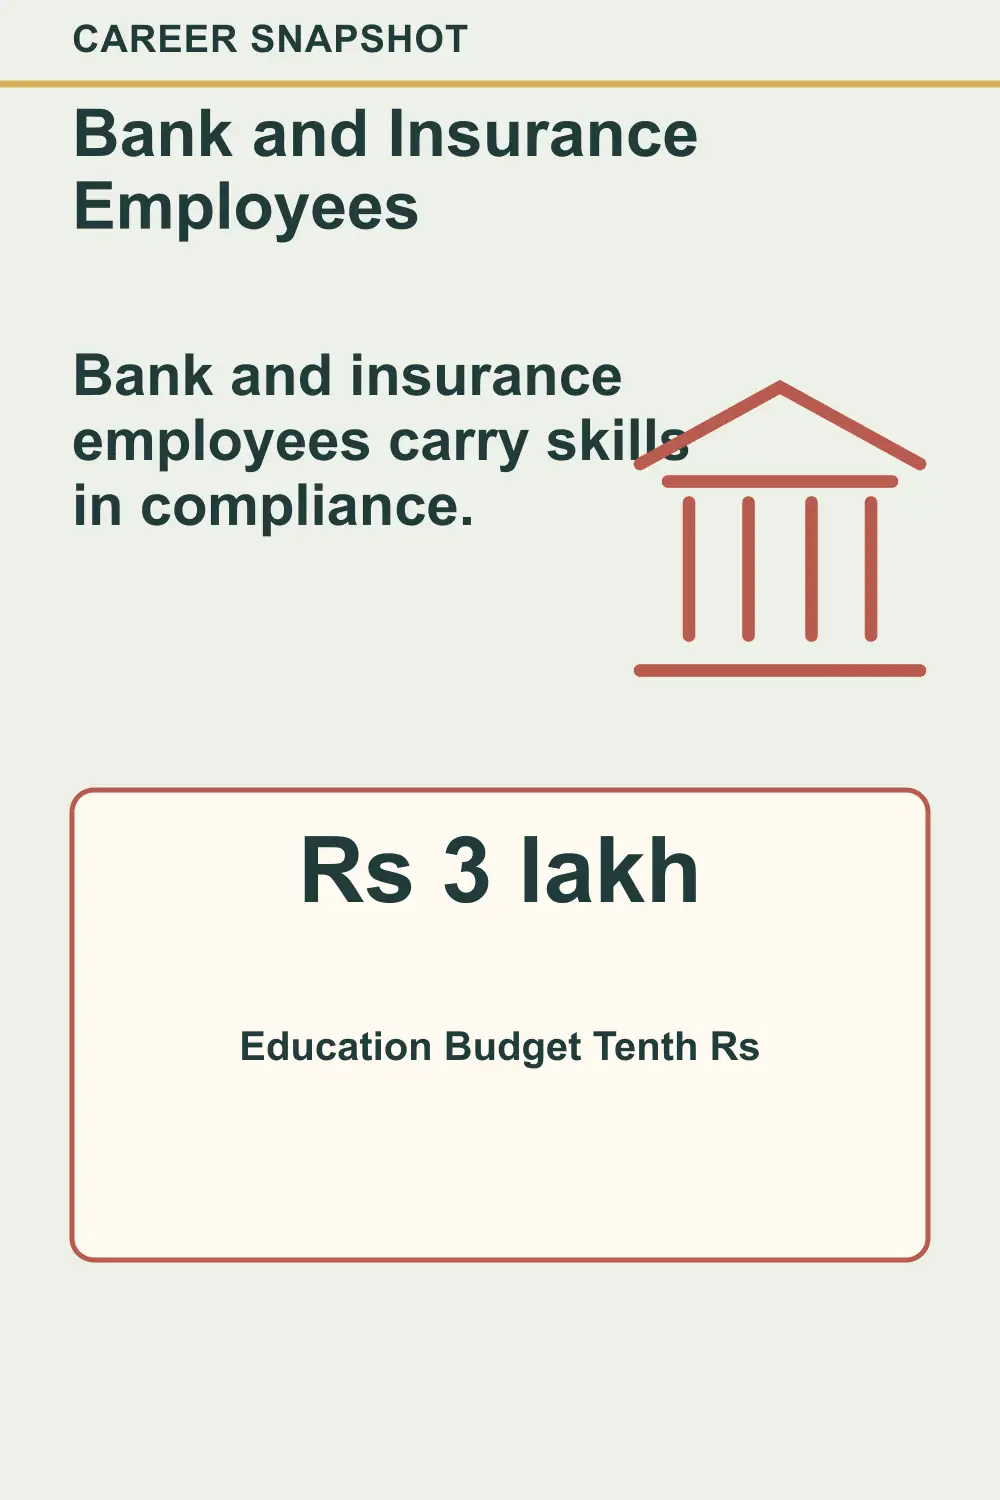 CAREER SNAPSHOT
Bank and Insurance
Employees
Bank and insurance
employees carry skills
in compliance.
Rs 3 lakh
Education Budget Tenth Rs